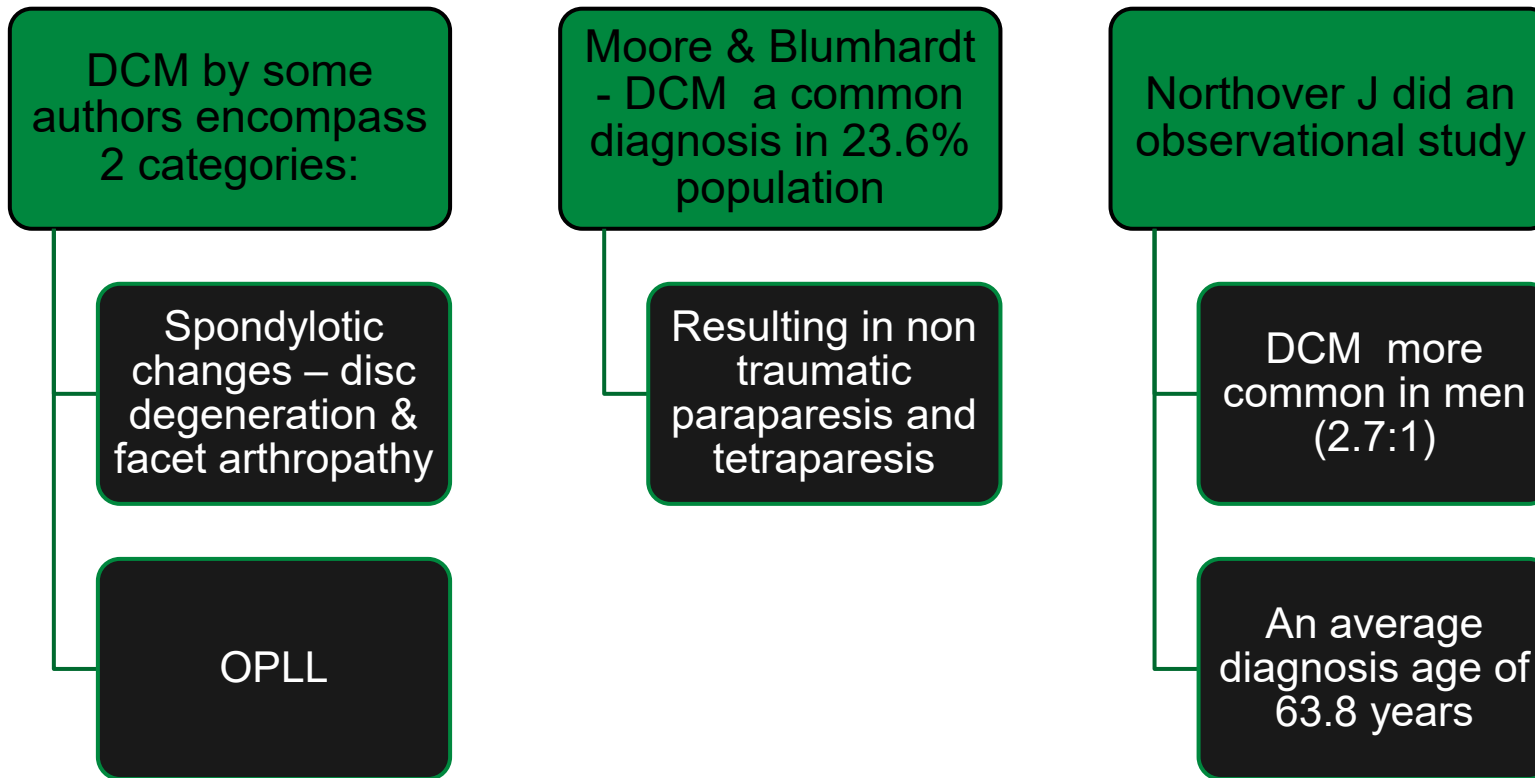 DCM by some
authors encompass
2 categories:
Spondylotic
changes – disc
degeneration &
facet arthropathy
OPLL
Moore & Blumhardt
- DCM  a common
diagnosis in 23.6%
population
Resulting in non
traumatic
paraparesis and
tetraparesis
Northover J did an
observational study
DCM  more
common in men
(2.7:1)
An average
diagnosis age of
63.8 years